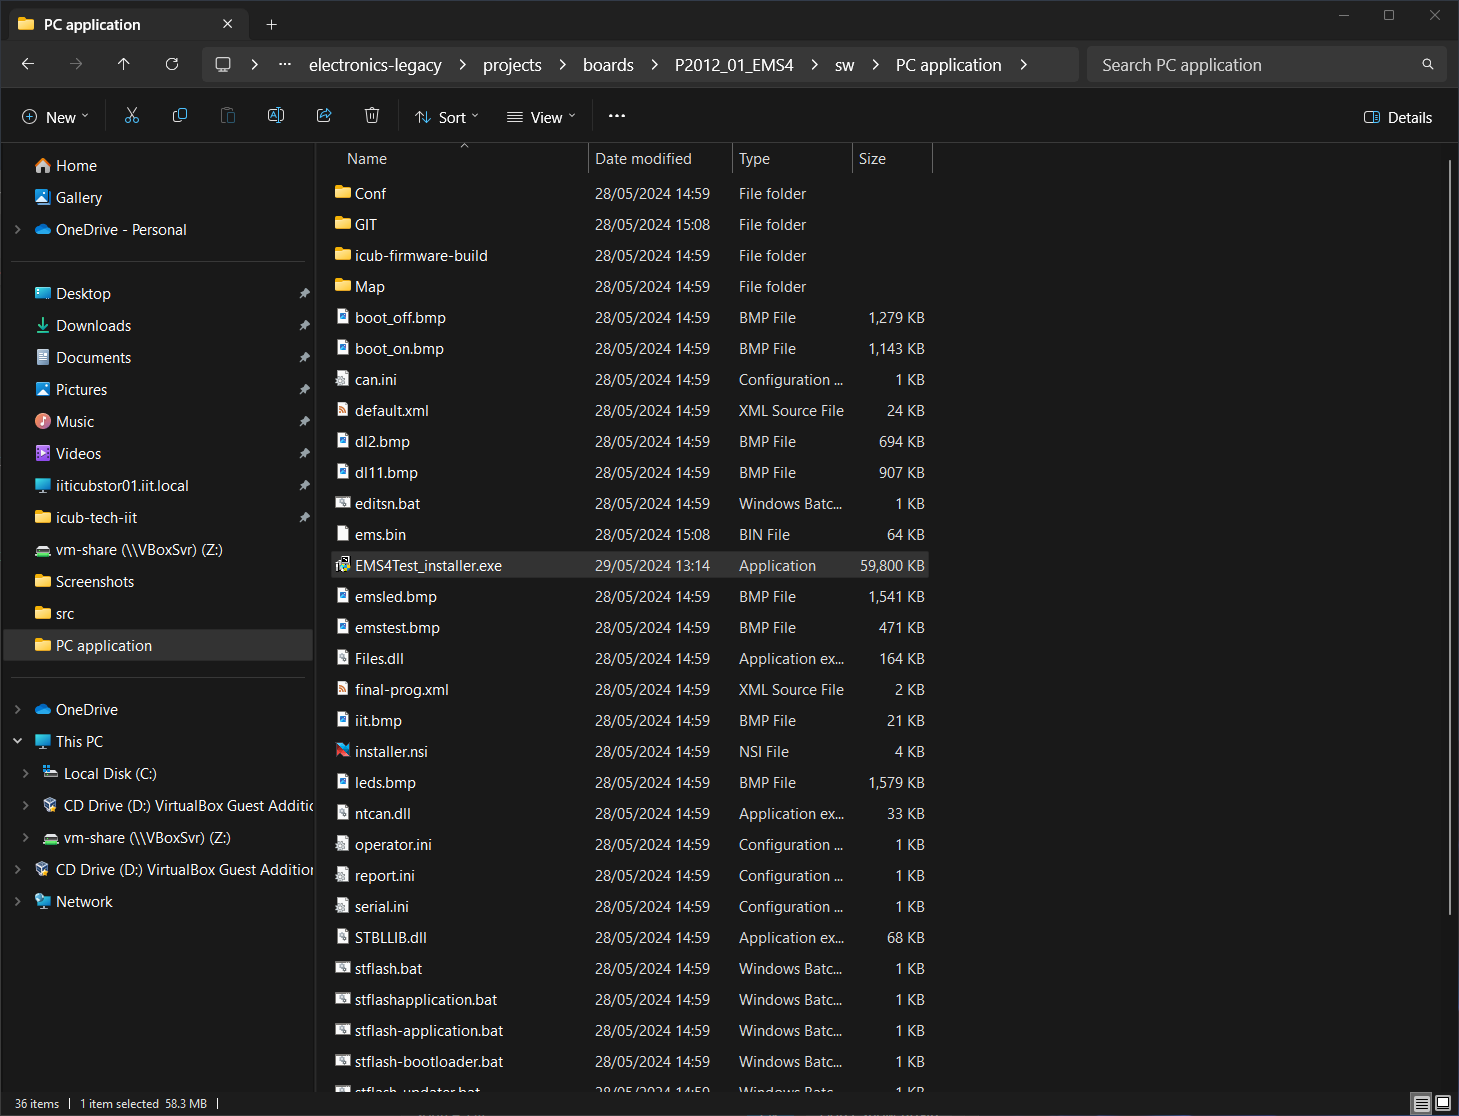 PC application
electronics-legacy > projects > boards > P2012_01_EMS4 > sw > PC application >
Search PC application
New
Sort
View
Details
Home
Gallery
OneDrive - Personal
Desktop
Downloads
Documents
Pictures
Music
Videos
iiticubstor01.iit.local
icub-tech-iit
vm-share (\\VBoxSvr) (Z:)
Screenshots
src
PC application
OneDrive
This PC
Local Disk (C:)
CD Drive (D:) VirtualBox Guest Additic
vm-share (\\VBoxSvr) (Z:)
CD Drive (D:) VirtualBox Guest Addition
Network
Name Date modified Type Size
Conf 28/05/2024 14:59 File folder
GIT 28/05/2024 15:08 File folder
icub-firmware-build 28/05/2024 14:59 File folder
Map 28/05/2024 14:59 File folder
boot_off.bmp 28/05/2024 14:59 BMP File 1,279 KB
boot_on.bmp 28/05/2024 14:59 BMP File 1,143 KB
can.ini 28/05/2024 14:59 Configuration ... 1 KB
default.xml 28/05/2024 14:59 XML Source File 24 KB
dl2.bmp 28/05/2024 14:59 BMP File 694 KB
dl11.bmp 28/05/2024 14:59 BMP File 907 KB
editsn.bat 28/05/2024 14:59 Windows Batc... 1 KB
ems.bin 28/05/2024 15:08 BIN File 64 KB
EMS4Test_installer.exe 29/05/2024 13:14 Application 59,800 KB
emsled.bmp 28/05/2024 14:59 BMP File 1,541 KB
emstest.bmp 28/05/2024 14:59 BMP File 471 KB
Files.dll 28/05/2024 14:59 Application ex... 164 KB
final-prog.xml 28/05/2024 14:59 XML Source File 2 KB
iit.bmp 28/05/2024 14:59 BMP File 21 KB
installer.nsi 28/05/2024 14:59 NSI File 4 KB
leds.bmp 28/05/2024 14:59 BMP File 1,579 KB
ntcan.dll 28/05/2024 14:59 Application ex... 33 KB
operator.ini 28/05/2024 14:59 Configuration ... 1 KB
report.ini 28/05/2024 14:59 Configuration ... 1 KB
serial.ini 28/05/2024 14:59 Configuration ... 1 KB
STBLLIB.dll 28/05/2024 14:59 Application ex... 68 KB
stflash.bat 28/05/2024 14:59 Windows Batc... 1 KB
stflashapplication.bat 28/05/2024 14:59 Windows Batc... 1 KB
stflash-application.bat 28/05/2024 14:59 Windows Batc... 1 KB
stflash-bootloader.bat 28/05/2024 14:59 Windows Batc... 1 KB
stflash-updater.bat 28/05/2024 14:59 Windows Batc... 1 KB
36 items | 1 item selected 58.3 MB |